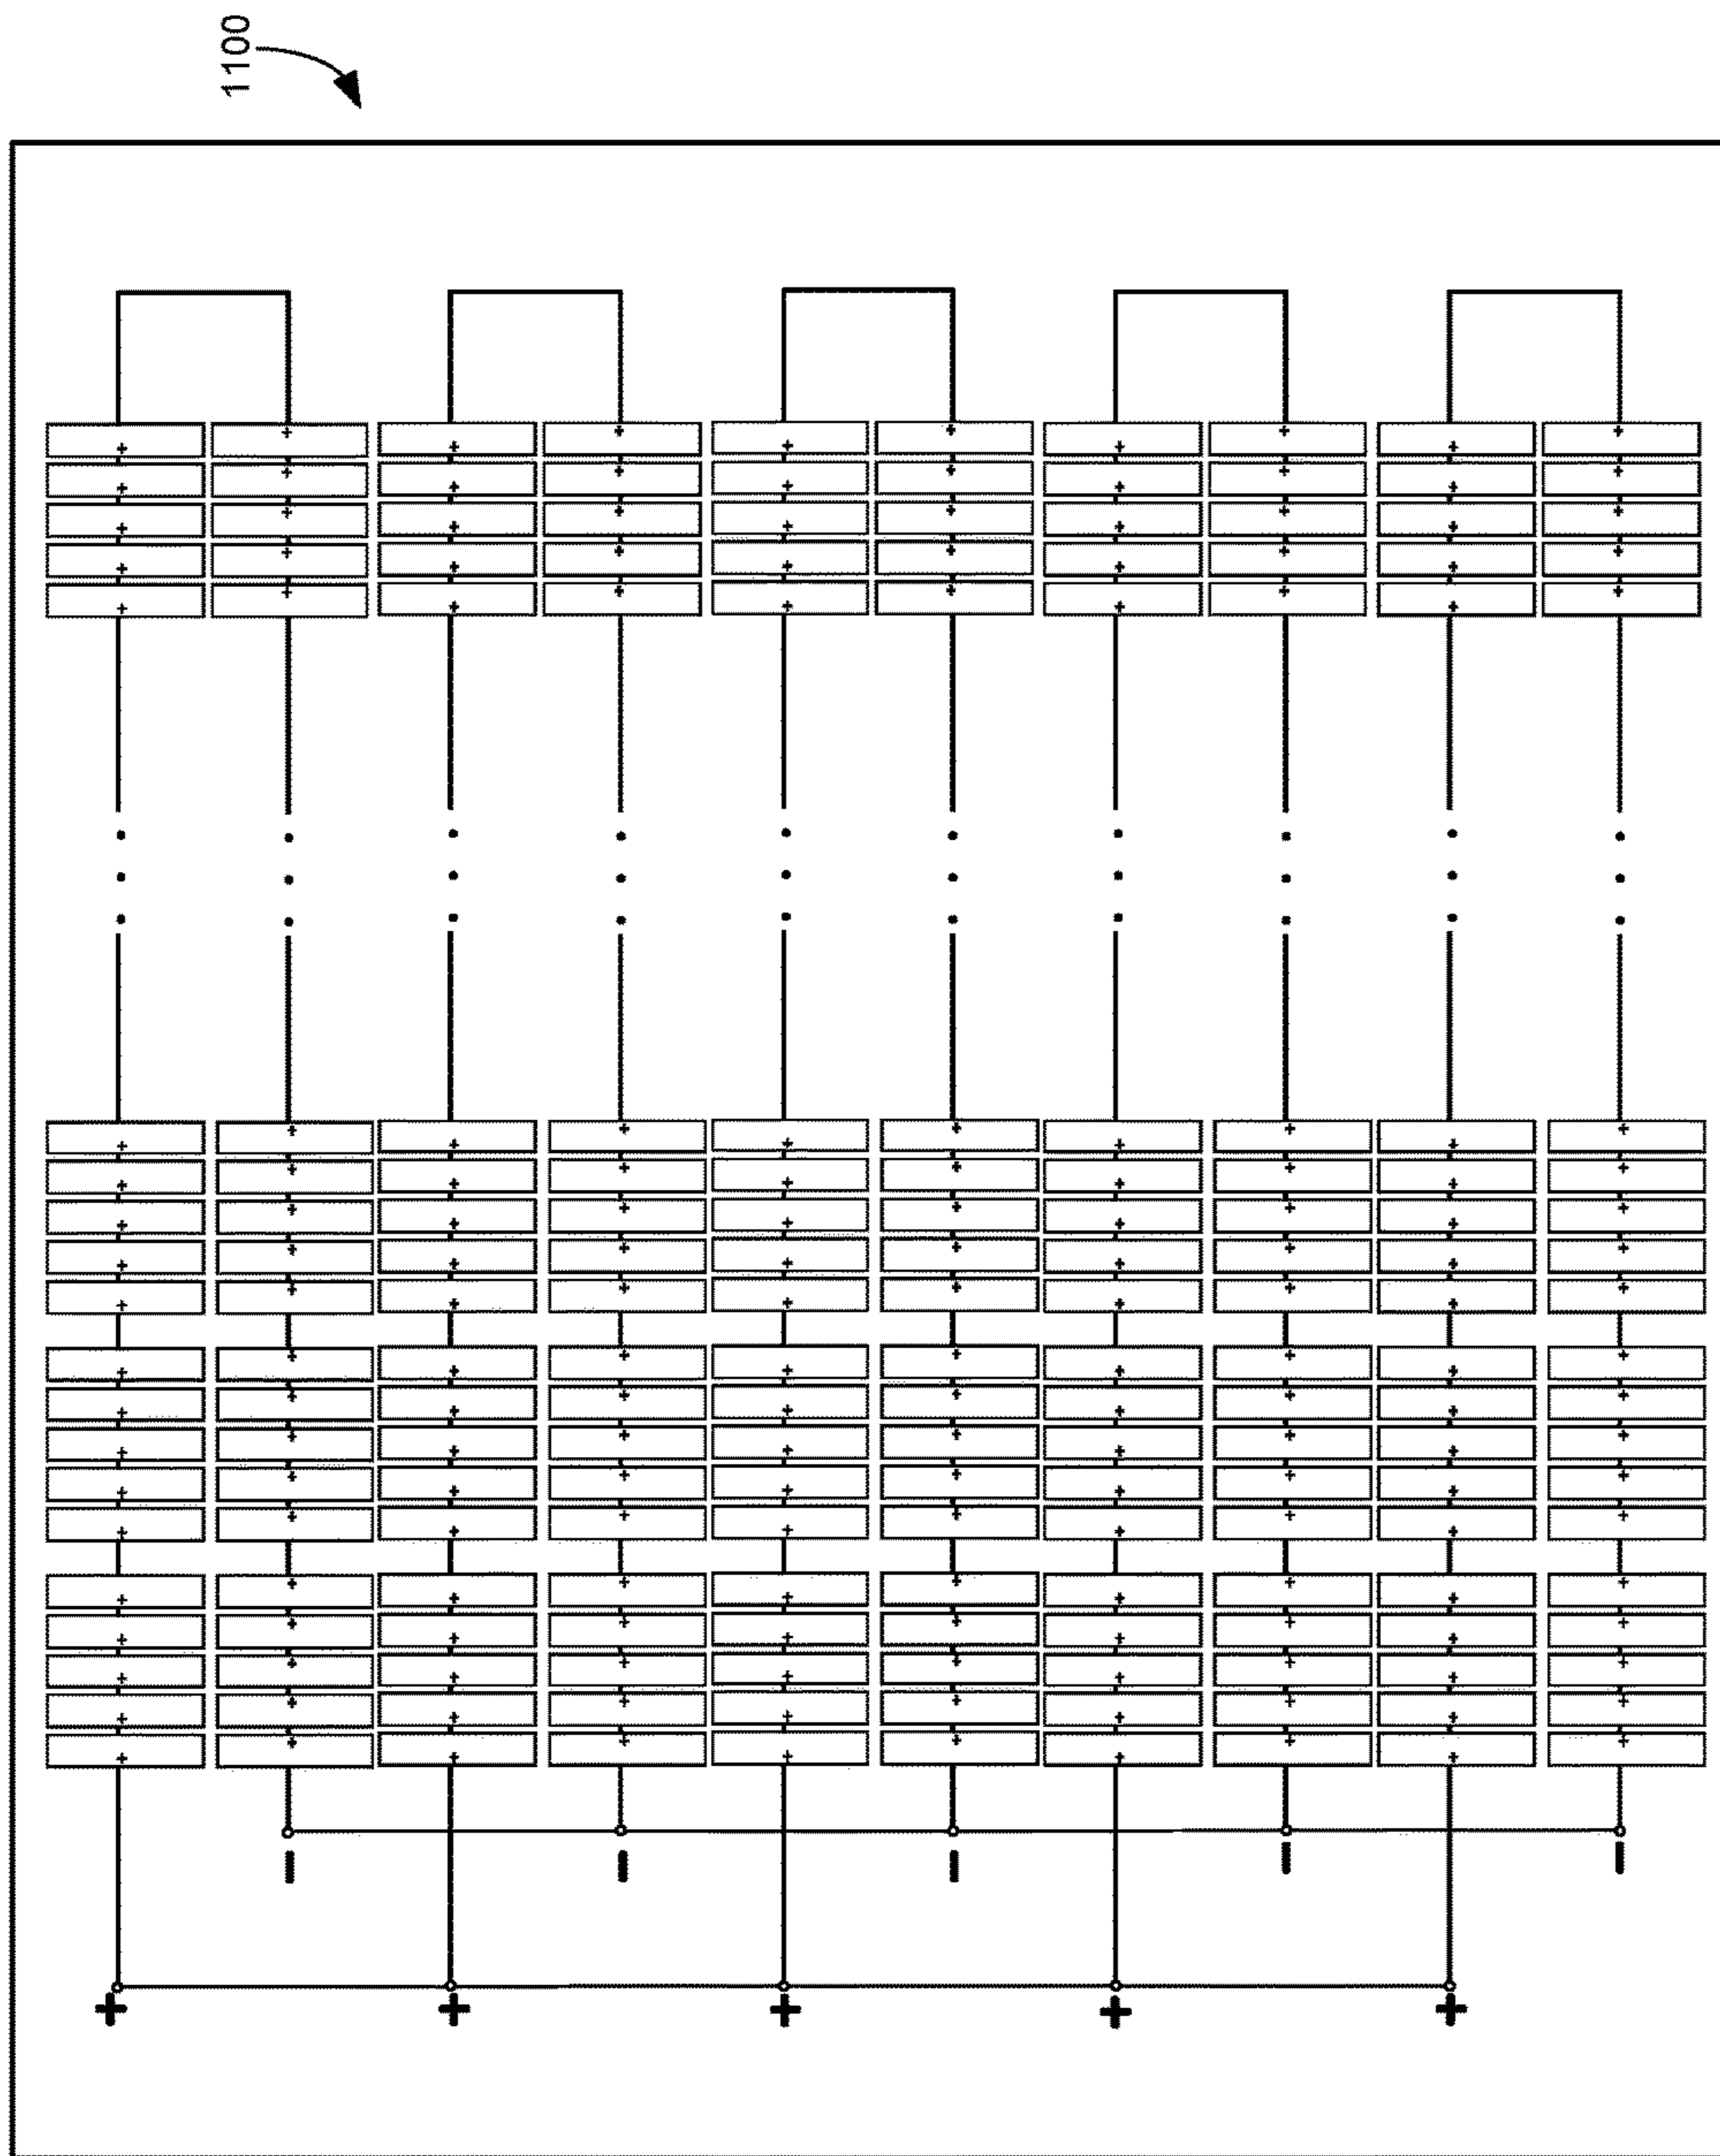 1100
+ + + + +
− − − − −